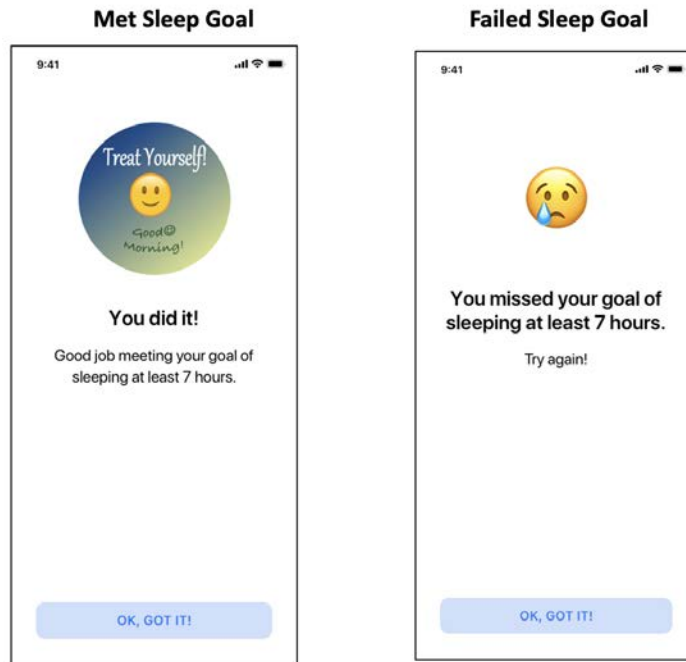 Met Sleep Goal
9:41
Treat Yourself!
Good☺
Morning!
You did it!
Good job meeting your goal of
sleeping at least 7 hours.
OK, GOT IT!
Failed Sleep Goal
9:41
You missed your goal of
sleeping at least 7 hours.
Try again!
OK, GOT IT!